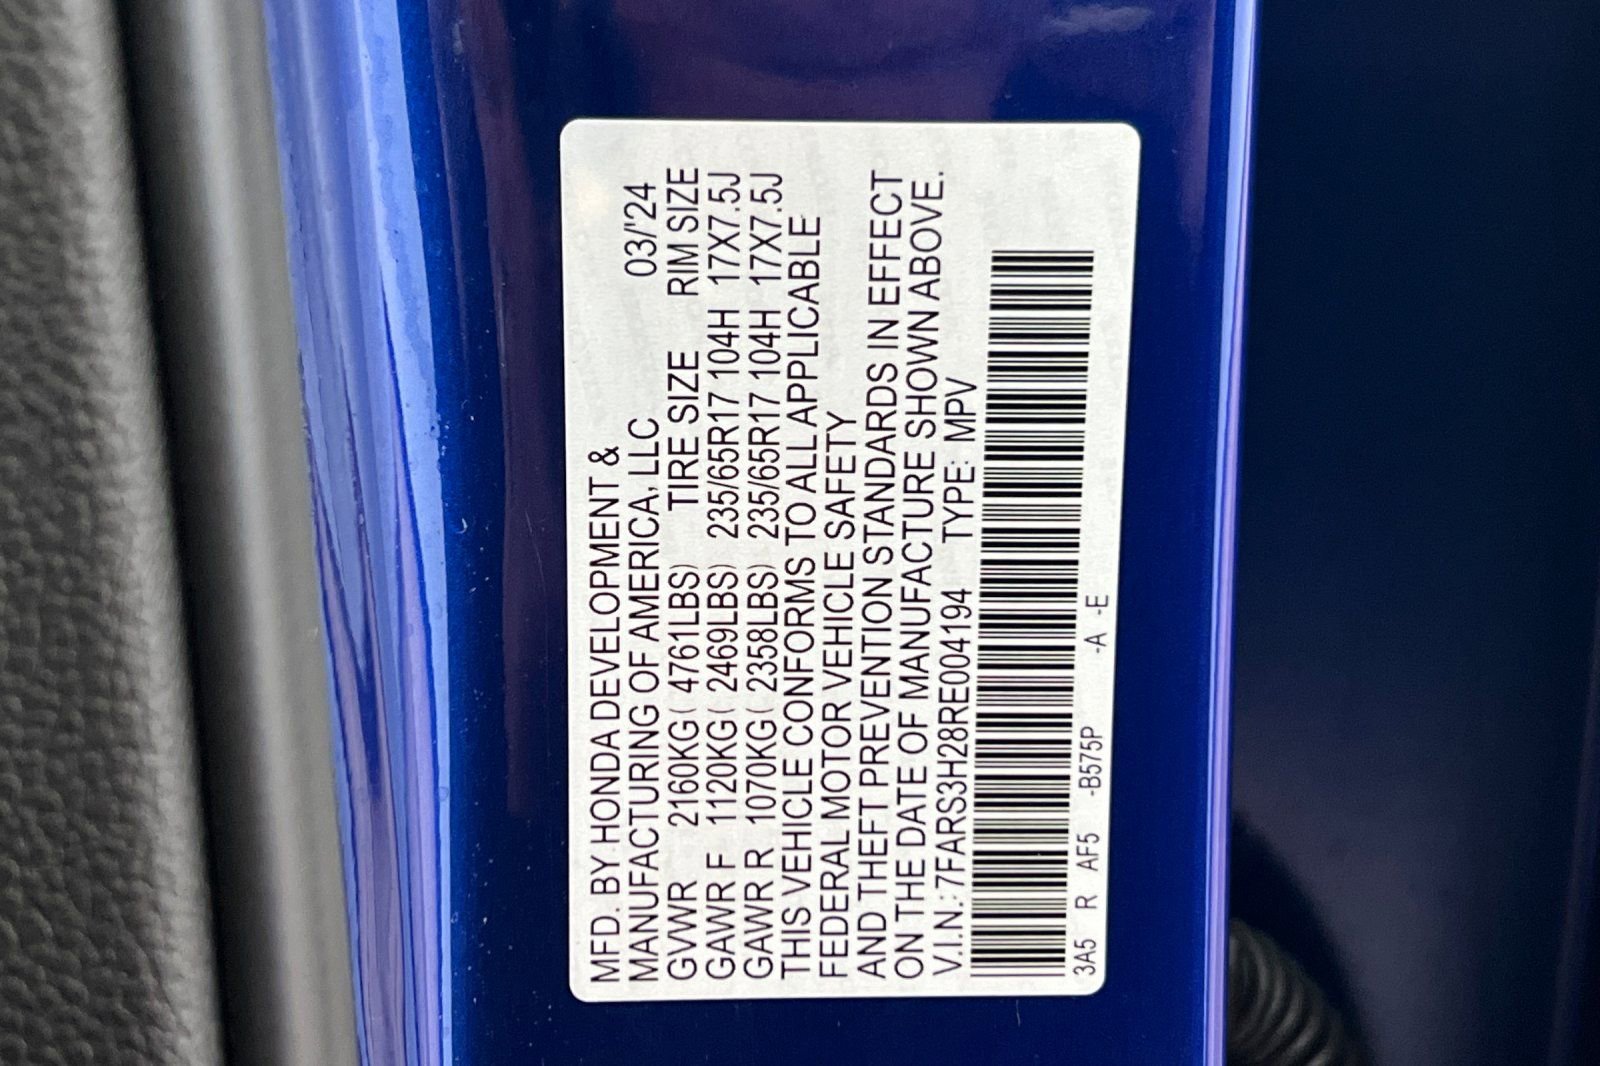 MFD. BY HONDA DEVELOPMENT &
MANUFACTURING OF AMERICA, LLC 03/'24
GVWR 2160KG( 4761LBS) TIRE SIZE RIM SIZE
GAWR F 1120KG( 2469LBS) 235/65R17 104H 17X7.5J
GAWR R 1070KG( 2358LBS) 235/65R17 104H 17X7.5J
THIS VEHICLE CONFORMS TO ALL APPLICABLE
FEDERAL MOTOR VEHICLE SAFETY
AND THEFT PREVENTION STANDARDS IN EFFECT
ON THE DATE OF MANUFACTURE SHOWN ABOVE.
V.I.N.: 7FARS3H28RE004194 TYPE: MPV
3A5 R AF5 -B575P -A -E